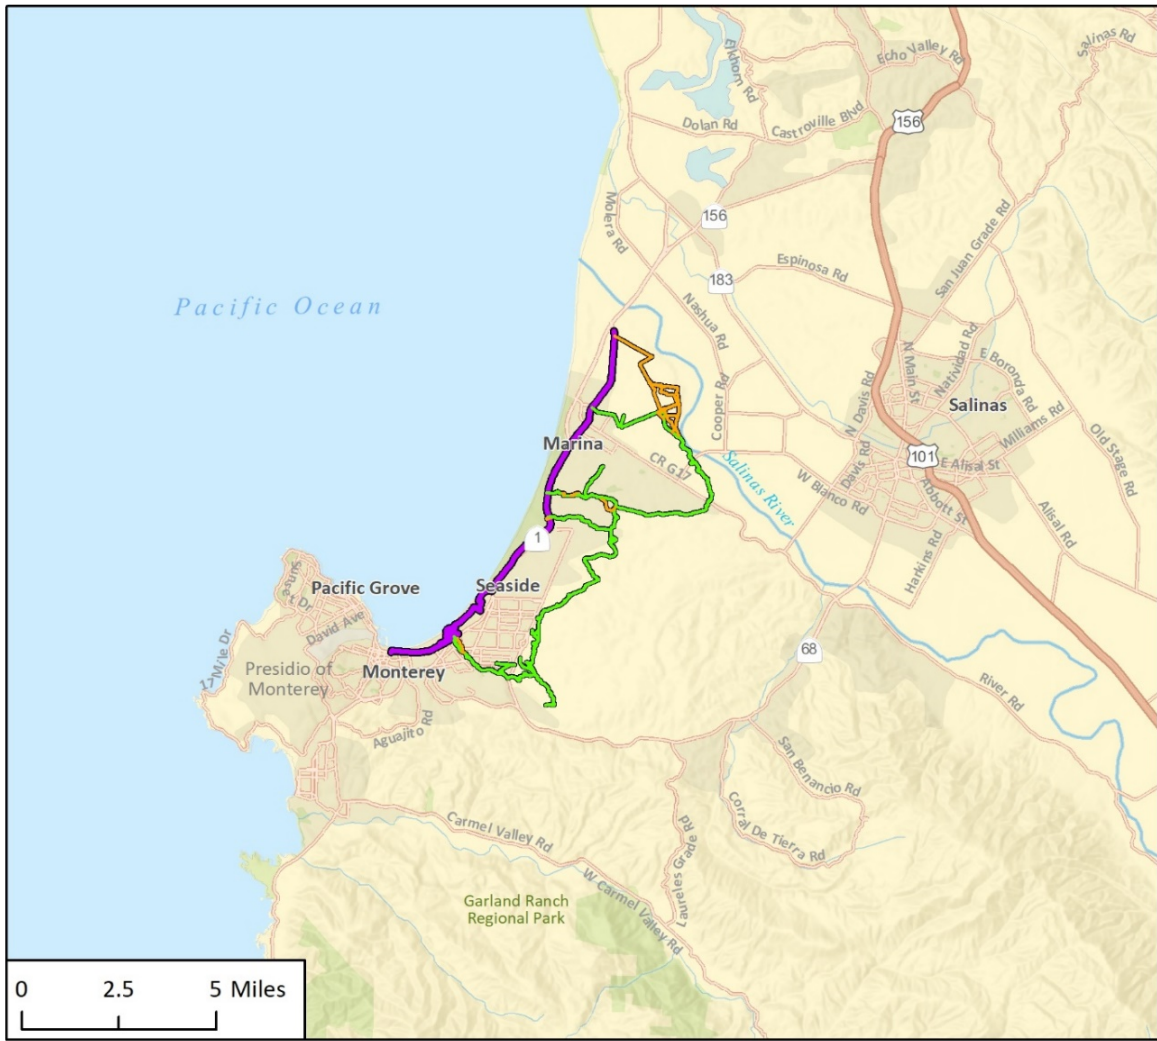 Salinas Rd
Echo Valley Rd
Elkhorn Rd
Dolan Rd
Castroville Blvd
156
Molera Rd
156
San Juan Grade Rd
Espinosa Rd
183
Pacific Ocean
Nashua Rd
N Main St
Natividad Rd
E Boronda Rd
Cooper Rd
N Davis Rd
Salinas
Williams Rd
Old Stage Rd
Marina
CR G17
Salinas River
W Blanco Rd
Davis Rd
101
E Alisal St
Abbott St
Alisal Rd
1
Harkins Rd
Seaside
Pacific Grove
Sunset Dr
David Ave
17 Mile Dr
Presidio of
Monterey
Monterey
68
River Rd
Aguajito Rd
San Benancio Rd
Corral De Tierra Rd
Laureles Grade Rd
Carmel Valley Rd
W Carmel Valley Rd
Garland Ranch
Regional Park
0 2.5 5 Miles